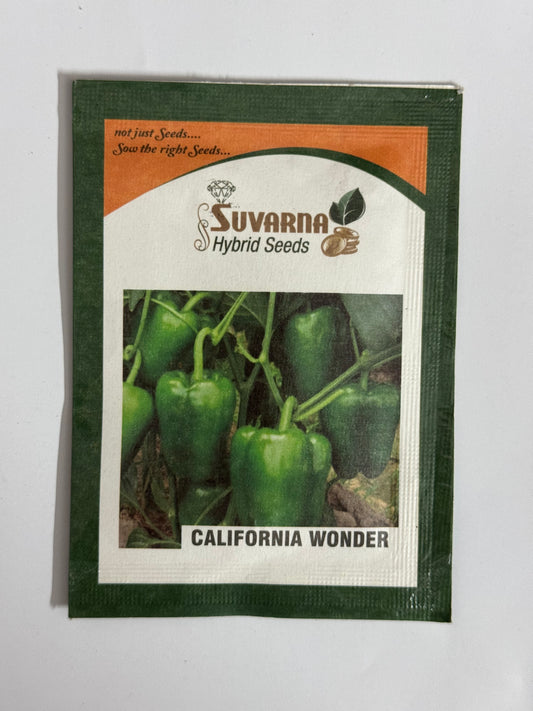 not just Seeds....
Sow the right Seeds...
SUVARNA
Hybrid Seeds
CALIFORNIA WONDER